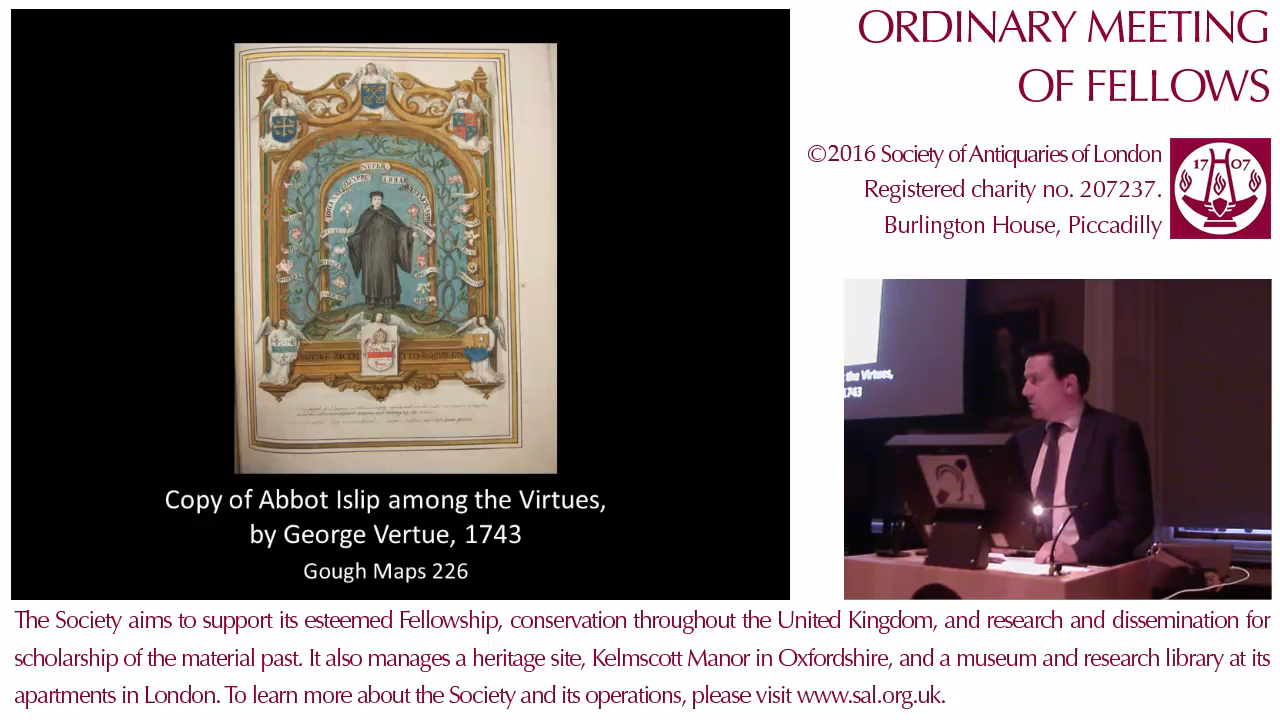 ORDINARY MEETING
OF FELLOWS
©2016 Society of Antiquaries of London
Registered charity no. 207237.
Burlington House, Piccadilly
17 07
NUPER
Copy of Abbot Islip among the Virtues,
by George Vertue, 1743
Gough Maps 226
the Virtues,
1743
The Society aims to support its esteemed Fellowship, conservation throughout the United Kingdom, and research and dissemination for
scholarship of the material past. It also manages a heritage site, Kelmscott Manor in Oxfordshire, and a museum and research library at its
apartments in London. To learn more about the Society and its operations, please visit www.sal.org.uk.